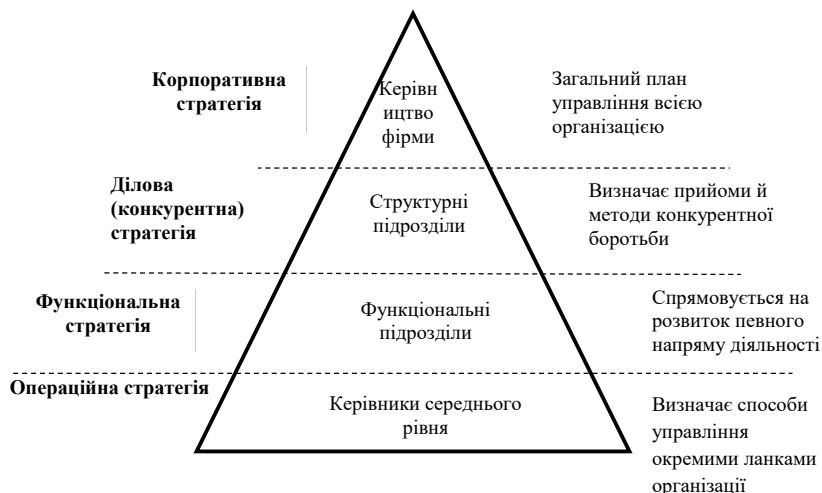 Корпоративна
стратегія
Керівн
ицтво
фірми
Загальний план
управління всією
організацією
Ділова
(конкурентна)
стратегія
Структурні
підрозділи
Визначає прийоми й
методи конкурентної
боротьби
Функціональна
стратегія
Функціональні
підрозділи
Спрямовується на
розвиток певного
напряму діяльності
Операційна стратегія
Керівники середнього
рівня
Визначає способи
управління
окремими ланками
організації